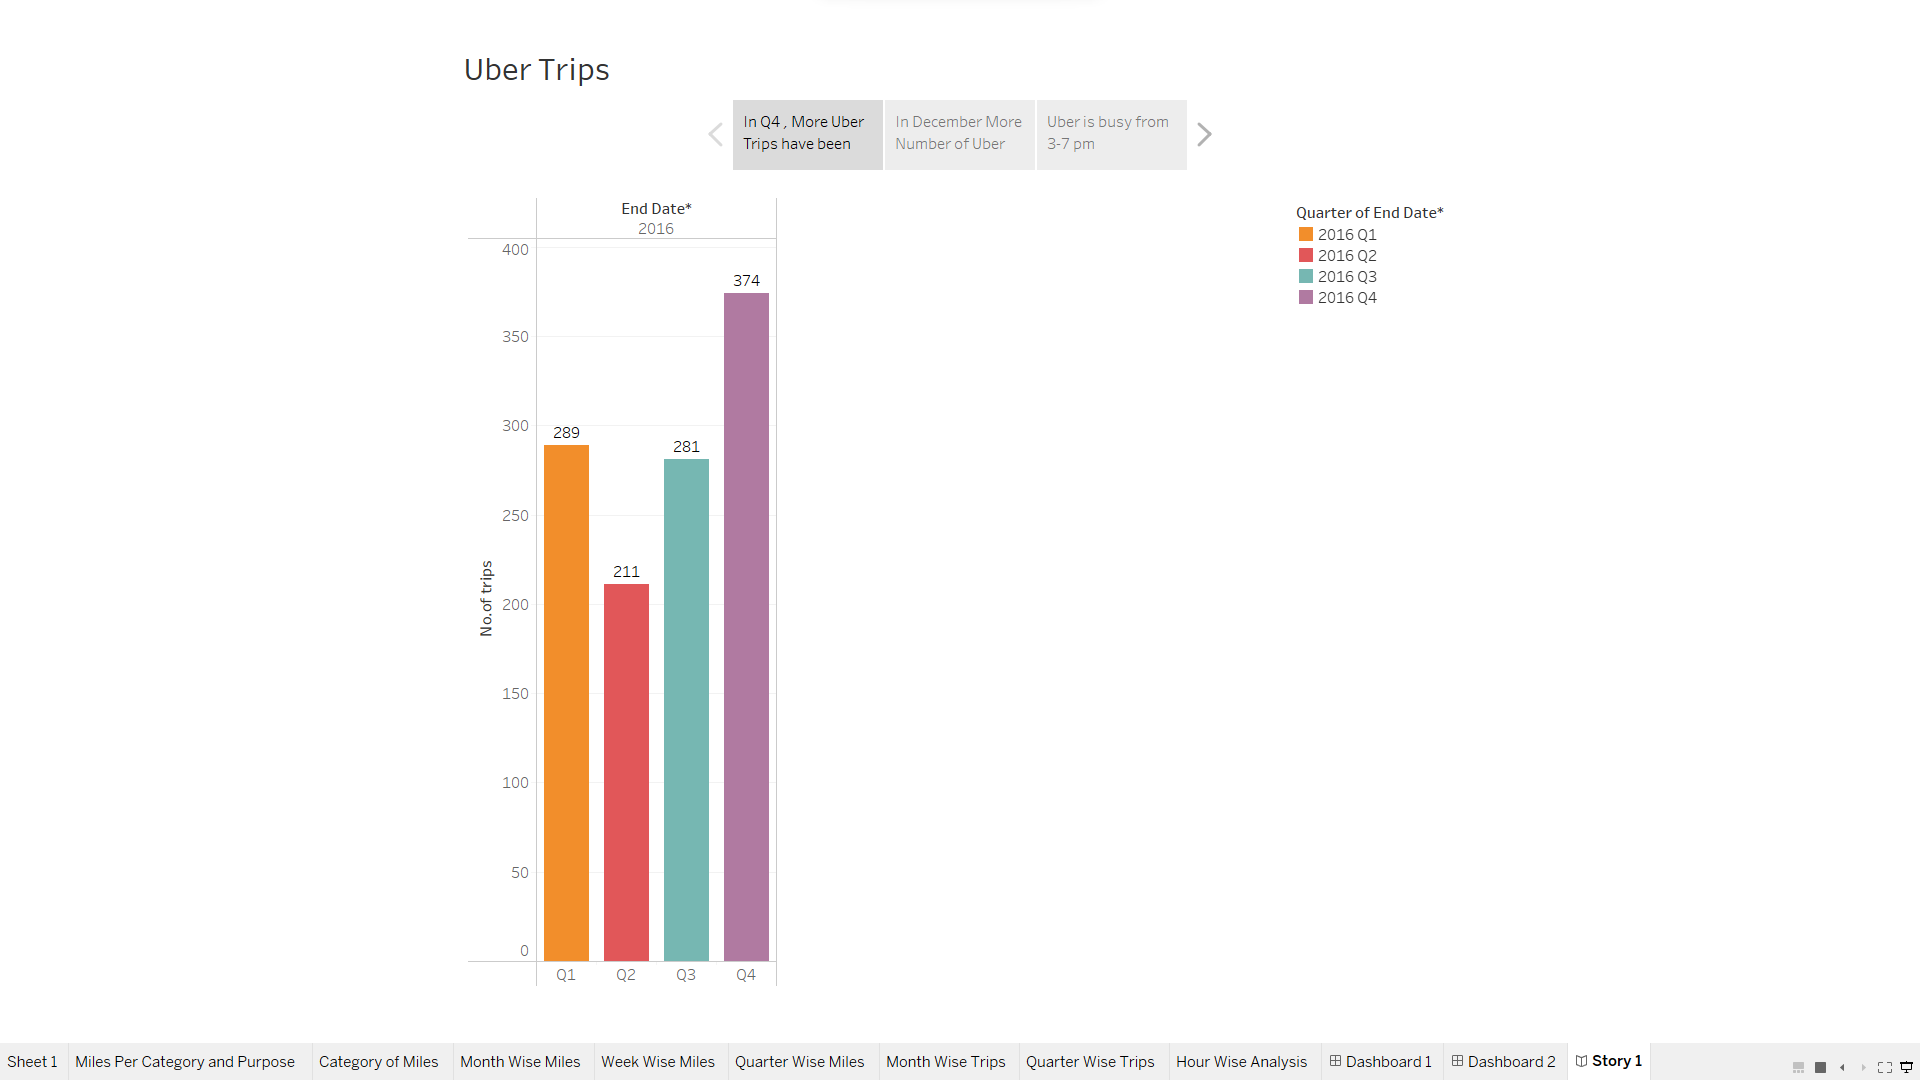 Uber Trips
In Q4 , More Uber
Trips have been
In December More
Number of Uber
Uber is busy from
3-7 pm
End Date*
2016
Quarter of End Date*
2016 Q1
2016 Q2
2016 Q3
2016 Q4
No.of trips
400
350
300
250
200
150
100
50
0
289
211
281
374
Q1
Q2
Q3
Q4
Sheet 1
Miles Per Category and Purpose
Category of Miles
Month Wise Miles
Week Wise Miles
Quarter Wise Miles
Month Wise Trips
Quarter Wise Trips
Hour Wise Analysis
Dashboard 1
Dashboard 2
Story 1